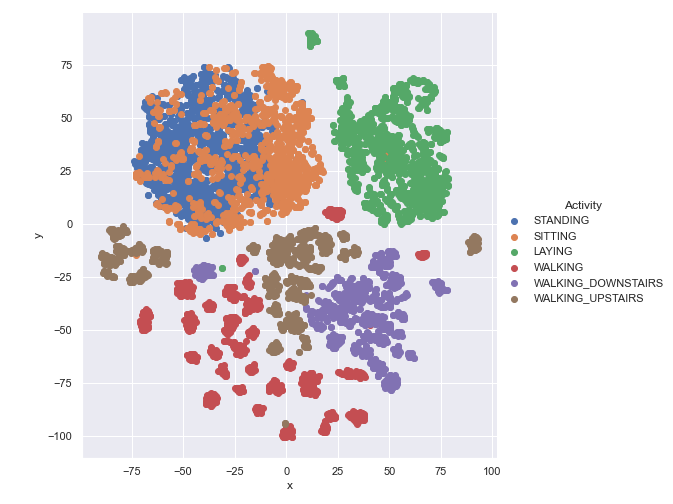 75
50
25
0
−25
−50
−75
−100
y
−75
−50
−25
0
25
50
75
100
x
Activity
STANDING
SITTING
LAYING
WALKING
WALKING_DOWNSTAIRS
WALKING_UPSTAIRS